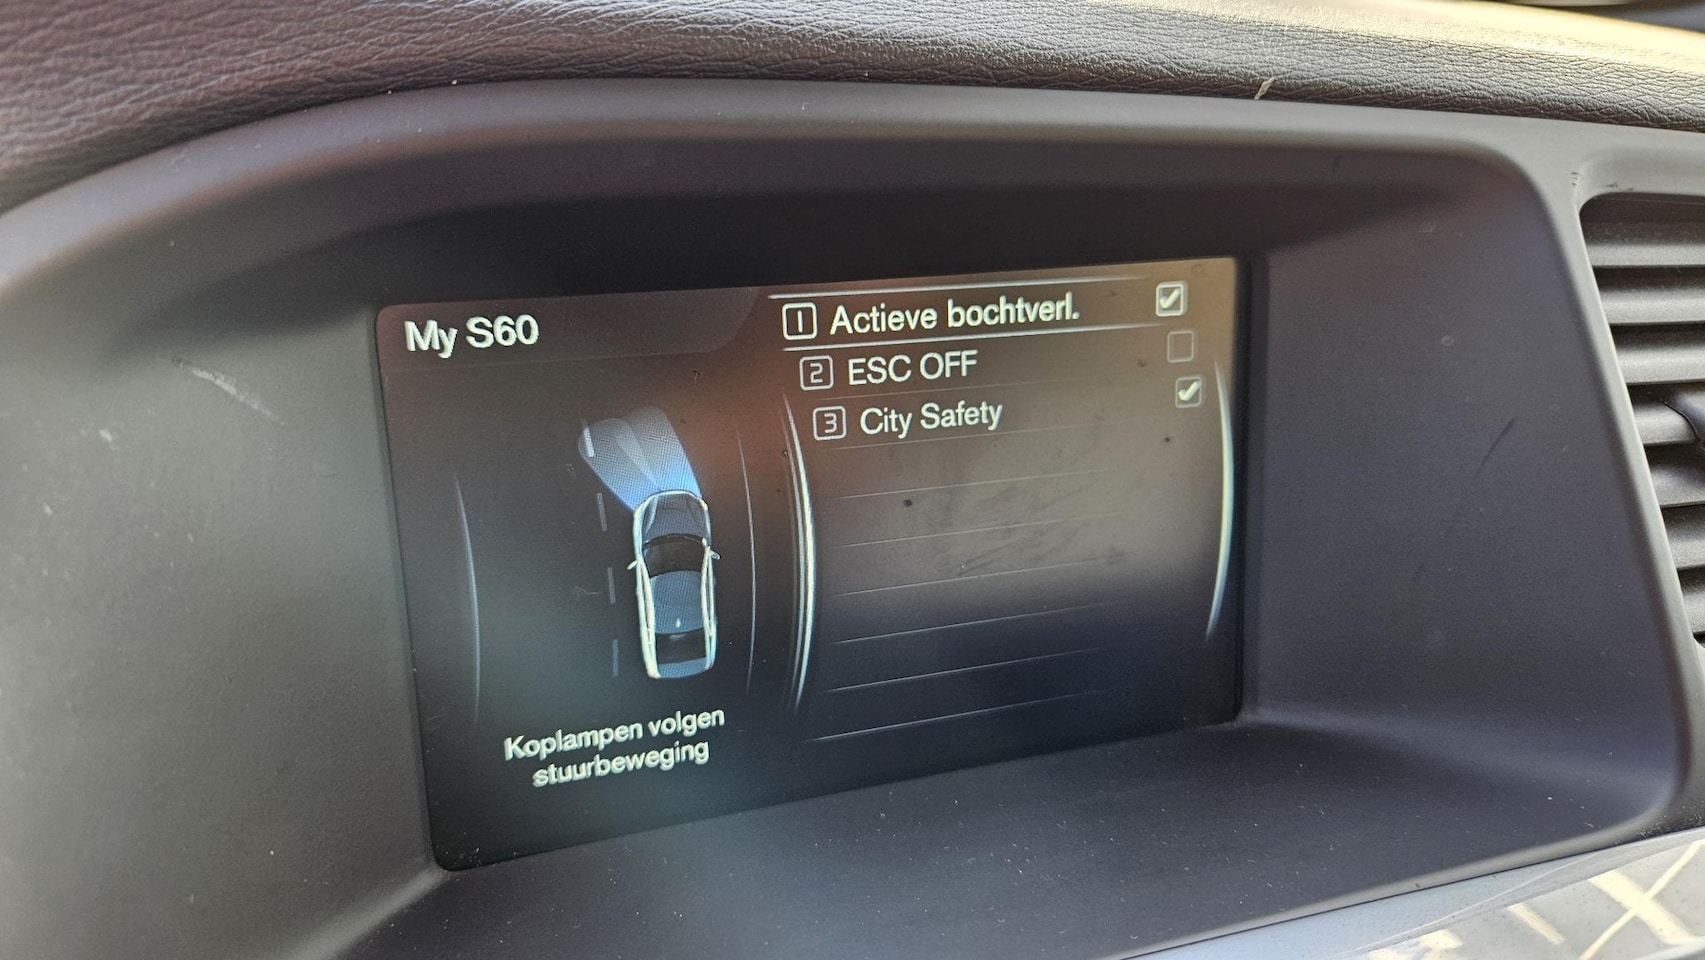 My S60
1 Actieve bochtverl.
2 ESC OFF
3 City Safety
Koplampen volgen
stuurbeweging